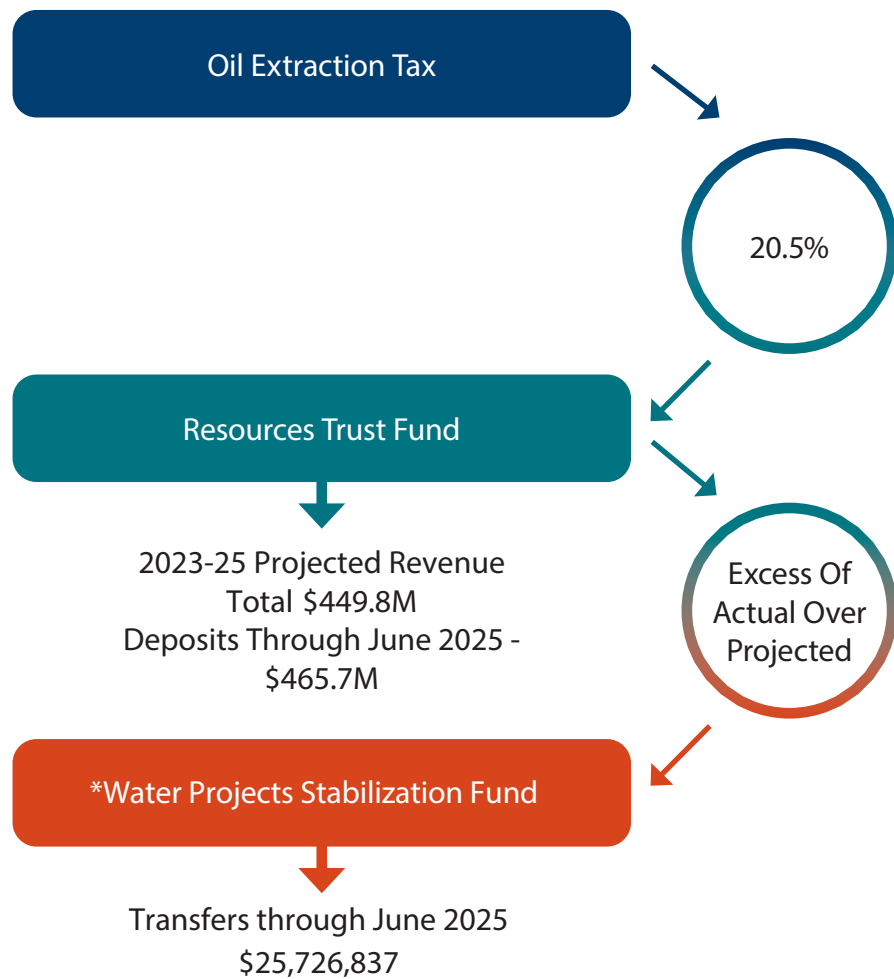 Oil Extraction Tax
20.5%
Resources Trust Fund
2023-25 Projected Revenue
Total $449.8M
Deposits Through June 2025 -
$465.7M
Excess Of
Actual Over
Projected
*Water Projects Stabilization Fund
Transfers through June 2025
$25,726,837